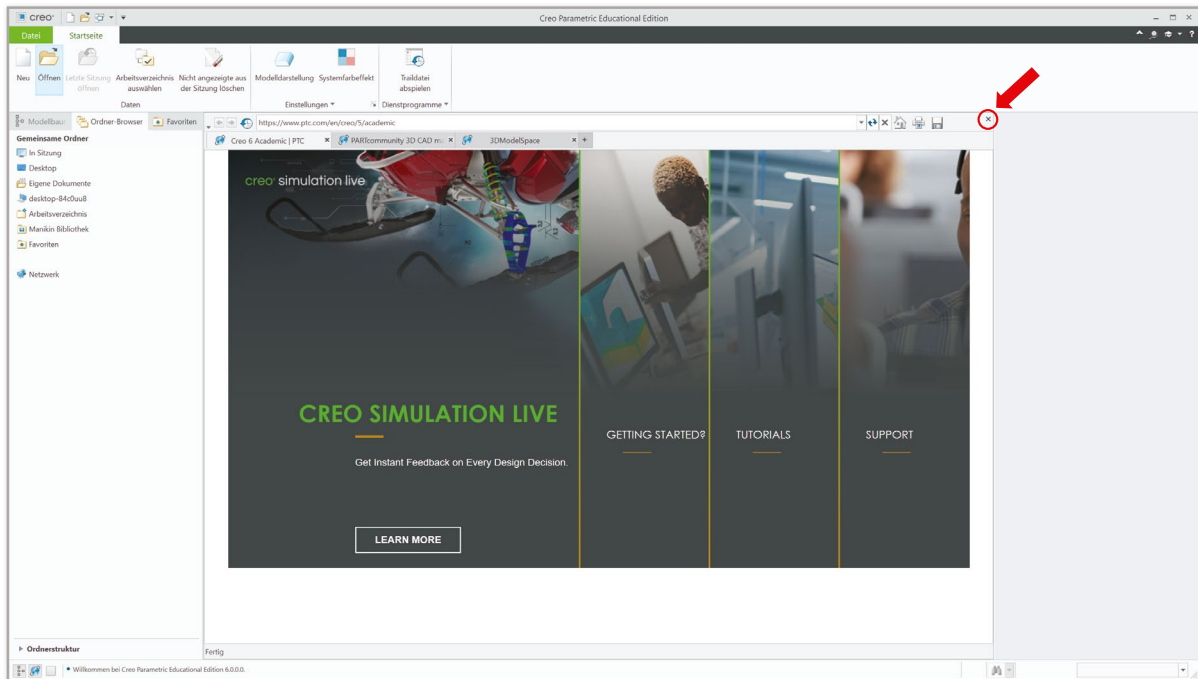 creo
Creo Parametric Educational Edition
Datei
Startseite
Neu
Öffnen
Letzte Sitzung öffnen
Arbeitsverzeichnis auswählen
Nicht angezeigte aus der Sitzung löschen
Modelldarstellung
Systemfarbeffekt
Traildatei abspielen
Daten
Einstellungen
Dienstprogramme
Modellbau
Ordner-Browser
Favoriten
https://www.ptc.com/en/creo/5/academic
Creo 6 Academic | PTC
PARTcommunity 3D CAD m
3DModelSpace
Gemeinsame Ordner
In Sitzung
Desktop
Eigene Dokumente
desktop-84c0uu8
Arbeitsverzeichnis
Manikin Bibliothek
Favoriten
Netzwerk
creo simulation live
CREO SIMULATION LIVE
Get Instant Feedback on Every Design Decision.
LEARN MORE
GETTING STARTED?
TUTORIALS
SUPPORT
Ordnerstruktur
Fertig
Willkommen bei Creo Parametric Educational Edition 6.0.0.0.